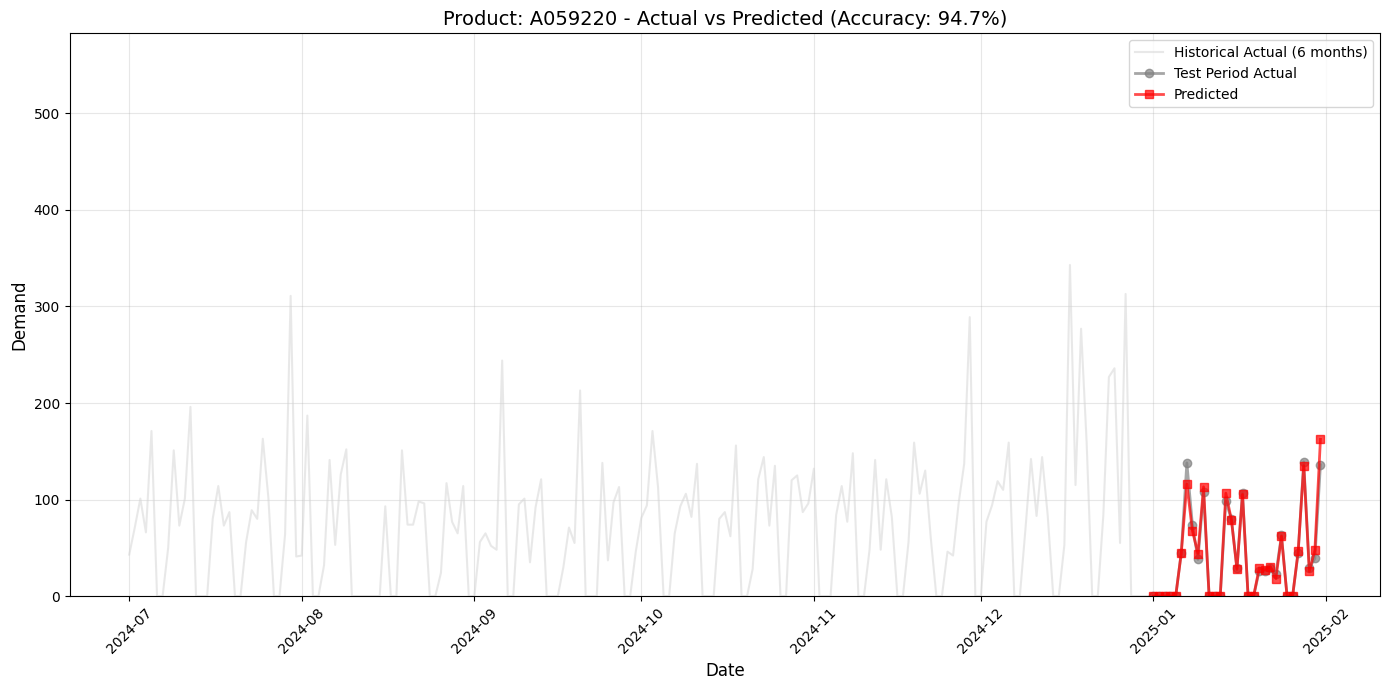 Product: A059220 - Actual vs Predicted (Accuracy: 94.7%)
Historical Actual (6 months)
Test Period Actual
Predicted
Demand
500
400
300
200
100
0
2024-07
2024-08
2024-09
2024-10
2024-11
2024-12
2025-01
2025-02
Date